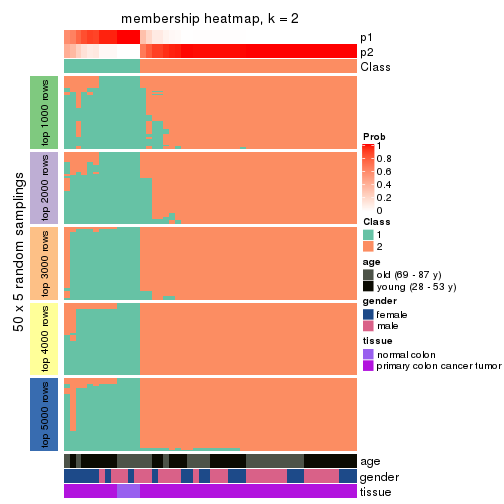 membership heatmap, k = 2
p1
p2
Class
50 x 5 random samplings
top 1000 rows
top 2000 rows
top 3000 rows
top 4000 rows
top 5000 rows
age
gender
tissue
Prob
1
0.8
0.6
0.4
0.2
0
Class
1
2
age
old (69 - 87 y)
young (28 - 53 y)
gender
female
male
tissue
normal colon
primary colon cancer tumor